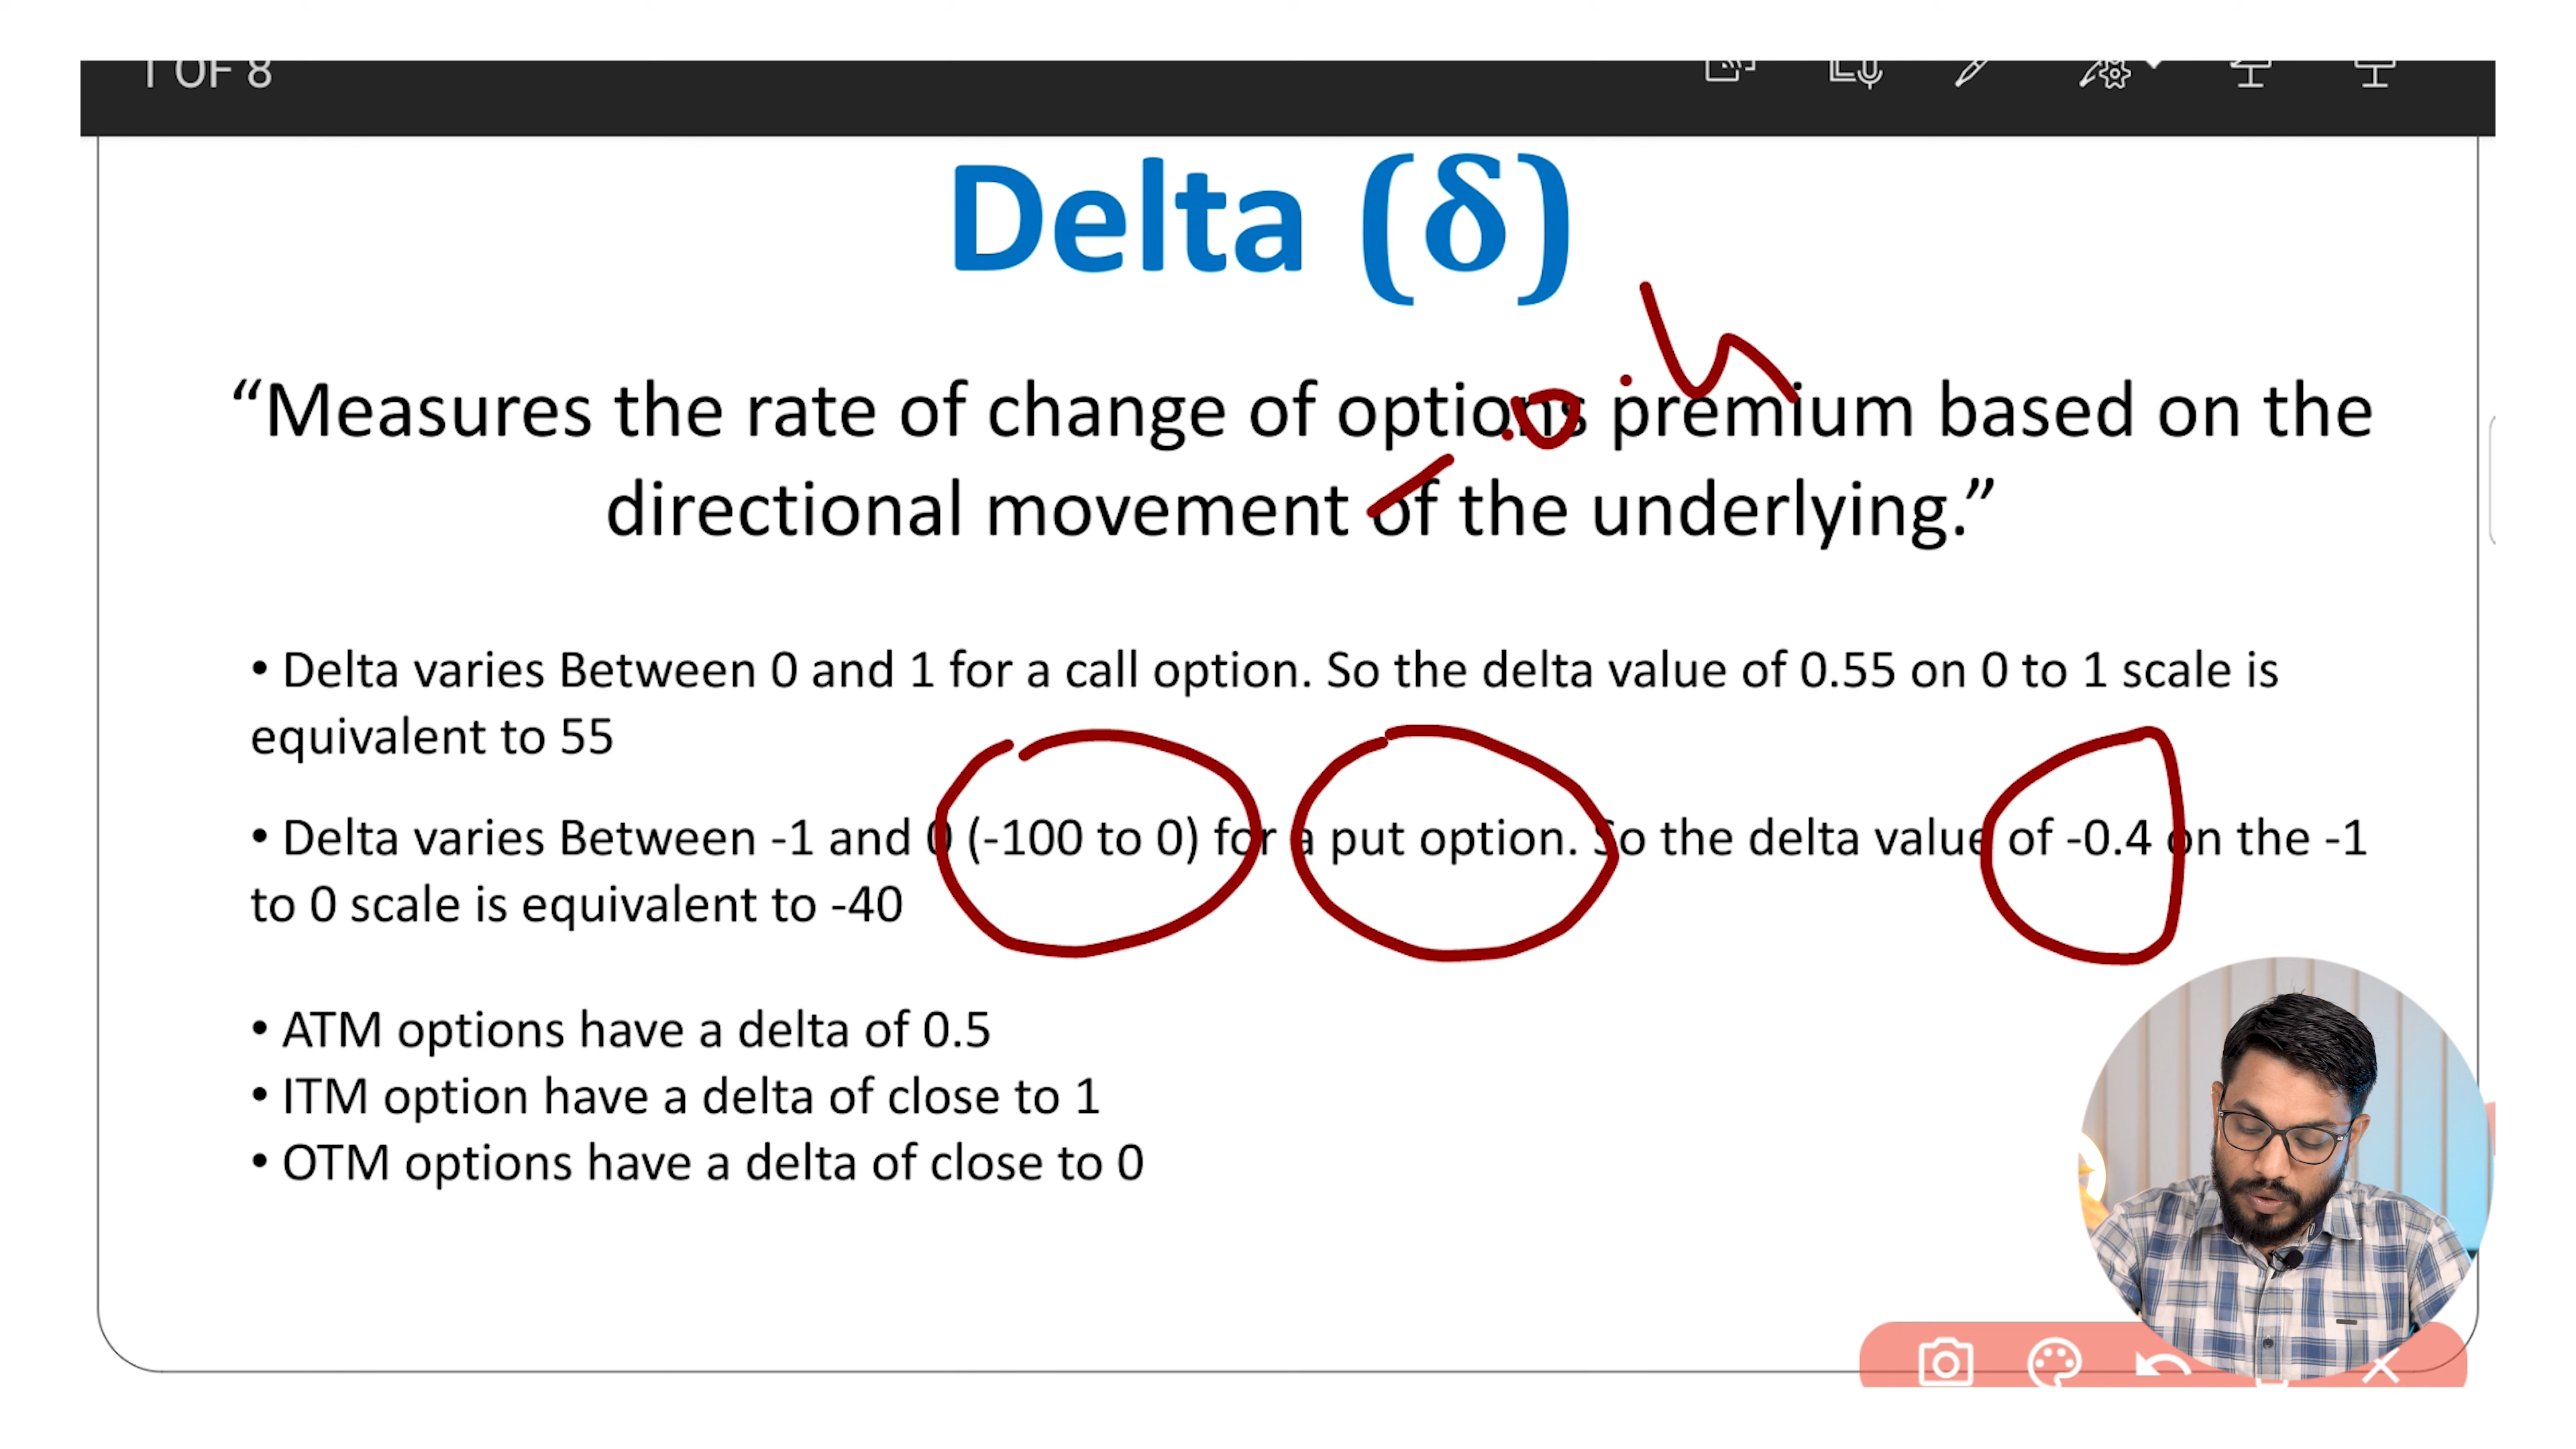 1 OF 8
Delta (δ)
“Measures the rate of change of options premium based on the
directional movement of the underlying.”
• Delta varies Between 0 and 1 for a call option. So the delta value of 0.55 on 0 to 1 scale is
equivalent to 55
• Delta varies Between -1 and 0 (-100 to 0) for a put option. So the delta value of -0.4 on the -1
to 0 scale is equivalent to -40
• ATM options have a delta of 0.5
• ITM option have a delta of close to 1
• OTM options have a delta of close to 0